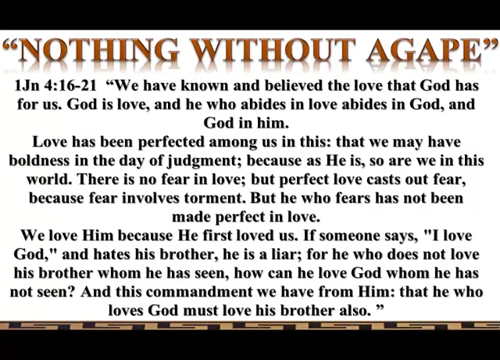 “NOTHING WITHOUT AGAPE”
1Jn 4:16-21 “We have known and believed the love that God has
for us. God is love, and he who abides in love abides in God, and
God in him.
Love has been perfected among us in this: that we may have
boldness in the day of judgment; because as He is, so are we in this
world. There is no fear in love; but perfect love casts out fear,
because fear involves torment. But he who fears has not been
made perfect in love.
We love Him because He first loved us. If someone says, "I love
God," and hates his brother, he is a liar; for he who does not love
his brother whom he has seen, how can he love God whom he has
not seen? And this commandment we have from Him: that he who
loves God must love his brother also. ”